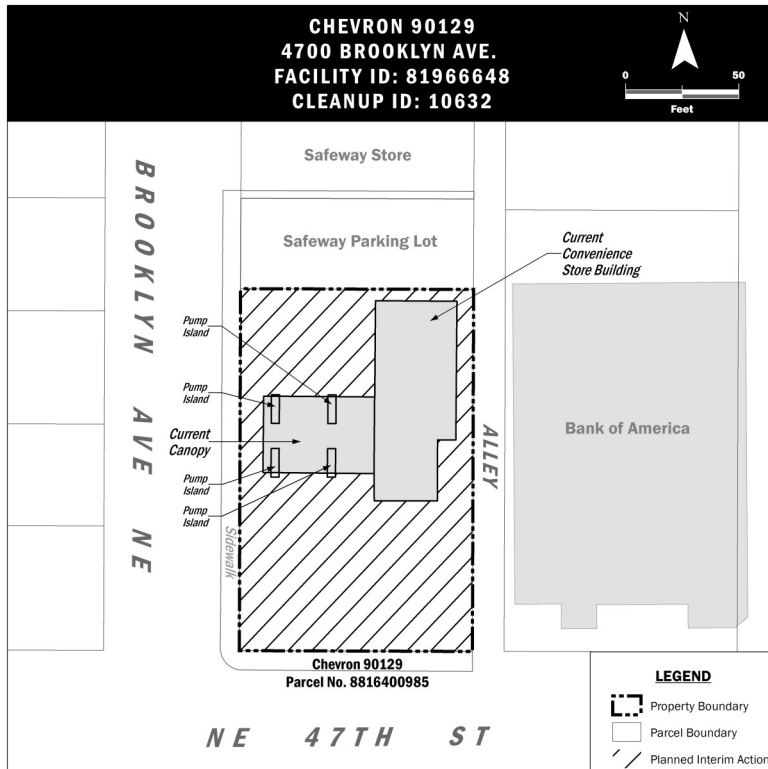 CHEVRON 90129
4700 BROOKLYN AVE.
FACILITY ID: 81966648
CLEANUP ID: 10632
N
0 50
Feet
Safeway Store
BROOKLYN AVE NE
Safeway Parking Lot
Current
Convenience
Store Building
Pump
Island
Pump
Island
Current
Canopy
Bank of America
ALLEY
Pump
Island
Pump
Island
Sidewalk
Chevron 90129
Parcel No. 8816400985
NE 47TH ST
LEGEND
Property Boundary
Parcel Boundary
Planned Interim Action